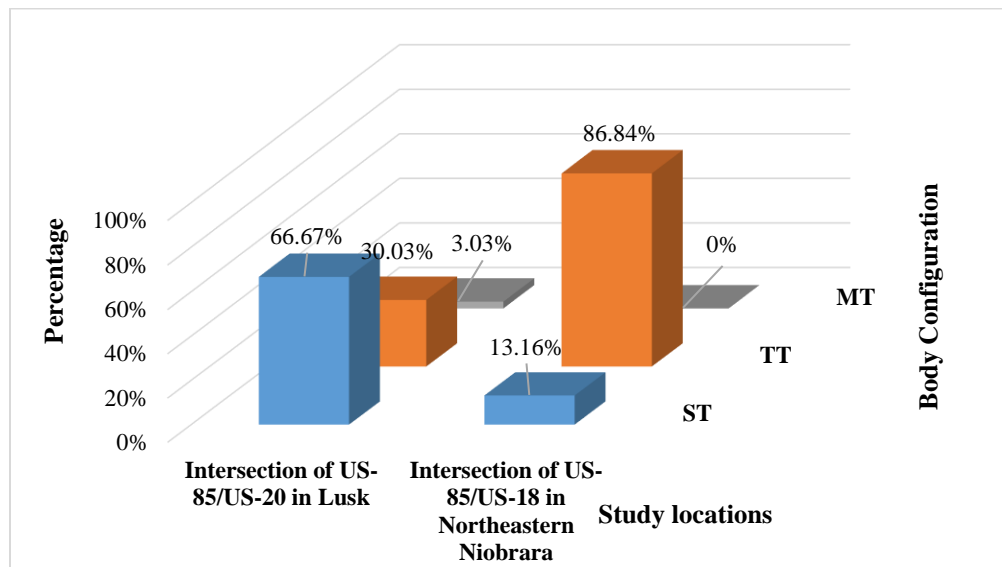 86.84%
100%
80%
60%
40%
20%
0%
Percentage
66.67%
30.03%
3.03%
0%
13.16%
MT
TT
ST
Body Configuration
Intersection of US-
85/US-20 in Lusk
Intersection of US-
85/US-18 in
Northeastern
Niobrara
Study locations